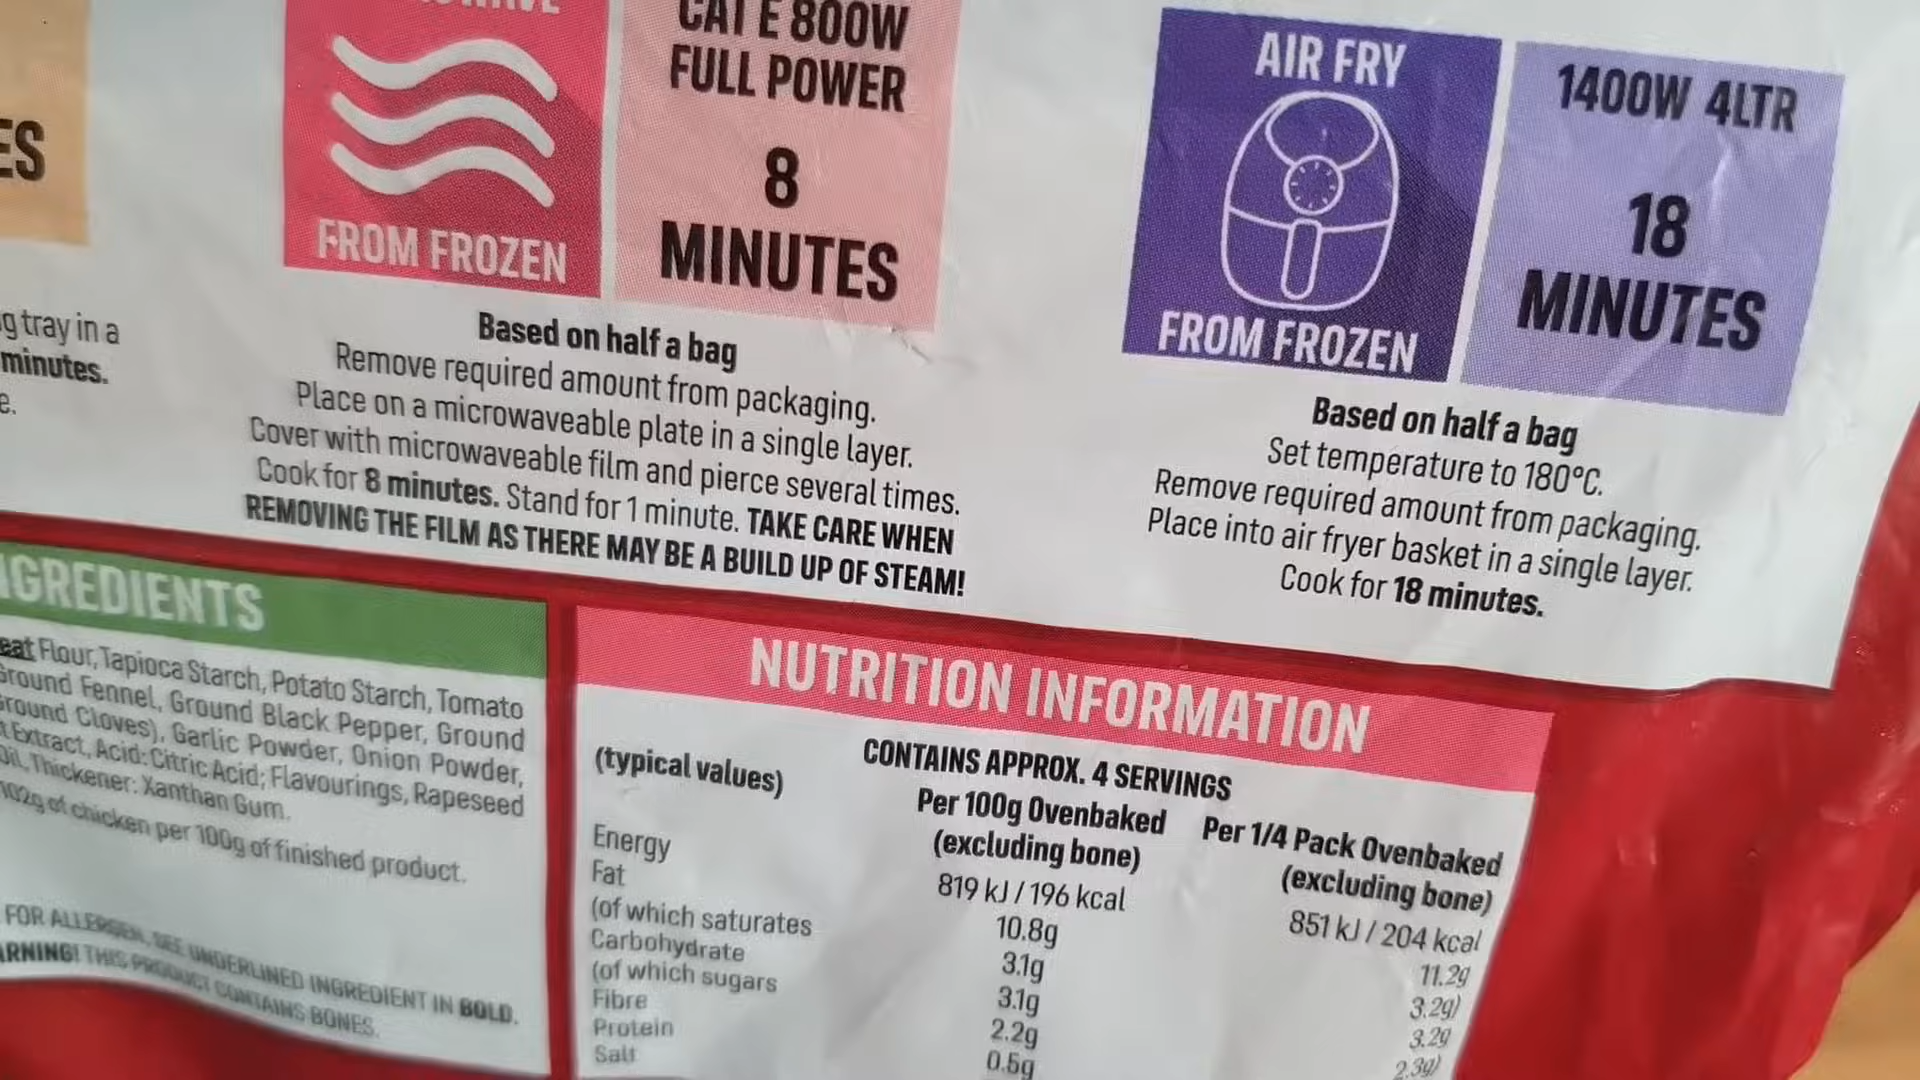 ES
g tray in a
minutes.
e.
FROM FROZEN
CAT E 800W
FULL POWER
8
MINUTES
Based on half a bag
Remove required amount from packaging.
Place on a microwaveable plate in a single layer.
Cover with microwaveable film and pierce several times.
Cook for 8 minutes. Stand for 1 minute. TAKE CARE WHEN
REMOVING THE FILM AS THERE MAY BE A BUILD UP OF STEAM!
AIR FRY
FROM FROZEN
1400W 4LTR
18
MINUTES
Based on half a bag
Set temperature to 180°C.
Remove required amount from packaging.
Place into air fryer basket in a single layer.
Cook for 18 minutes.
NGREDIENTS
eat Flour, Tapioca Starch, Potato Starch, Tomato
Ground Fennel, Ground Black Pepper, Ground
Ground Cloves), Garlic Powder, Onion Powder,
t Extract, Acid: Citric Acid; Flavourings, Rapeseed
Oil, Thickener: Xanthan Gum.
102g of chicken per 100g of finished product.
FOR ALLERGEN, SEE UNDERLINED INGREDIENT IN BOLD.
ARNING! THIS PRODUCT CONTAINS BONES.
NUTRITION INFORMATION
CONTAINS APPROX. 4 SERVINGS
(typical values)
Per 100g Ovenbaked
(excluding bone)
Per 1/4 Pack Ovenbaked
(excluding bone)
Energy
819 kJ / 196 kcal
851 kJ / 204 kcal
Fat
10.8g
11.2g
(of which saturates
3.1g
3.2g)
Carbohydrate
3.1g
3.2g
(of which sugars
2.2g
2.3g)
Fibre
0.5g
Protein
Salt